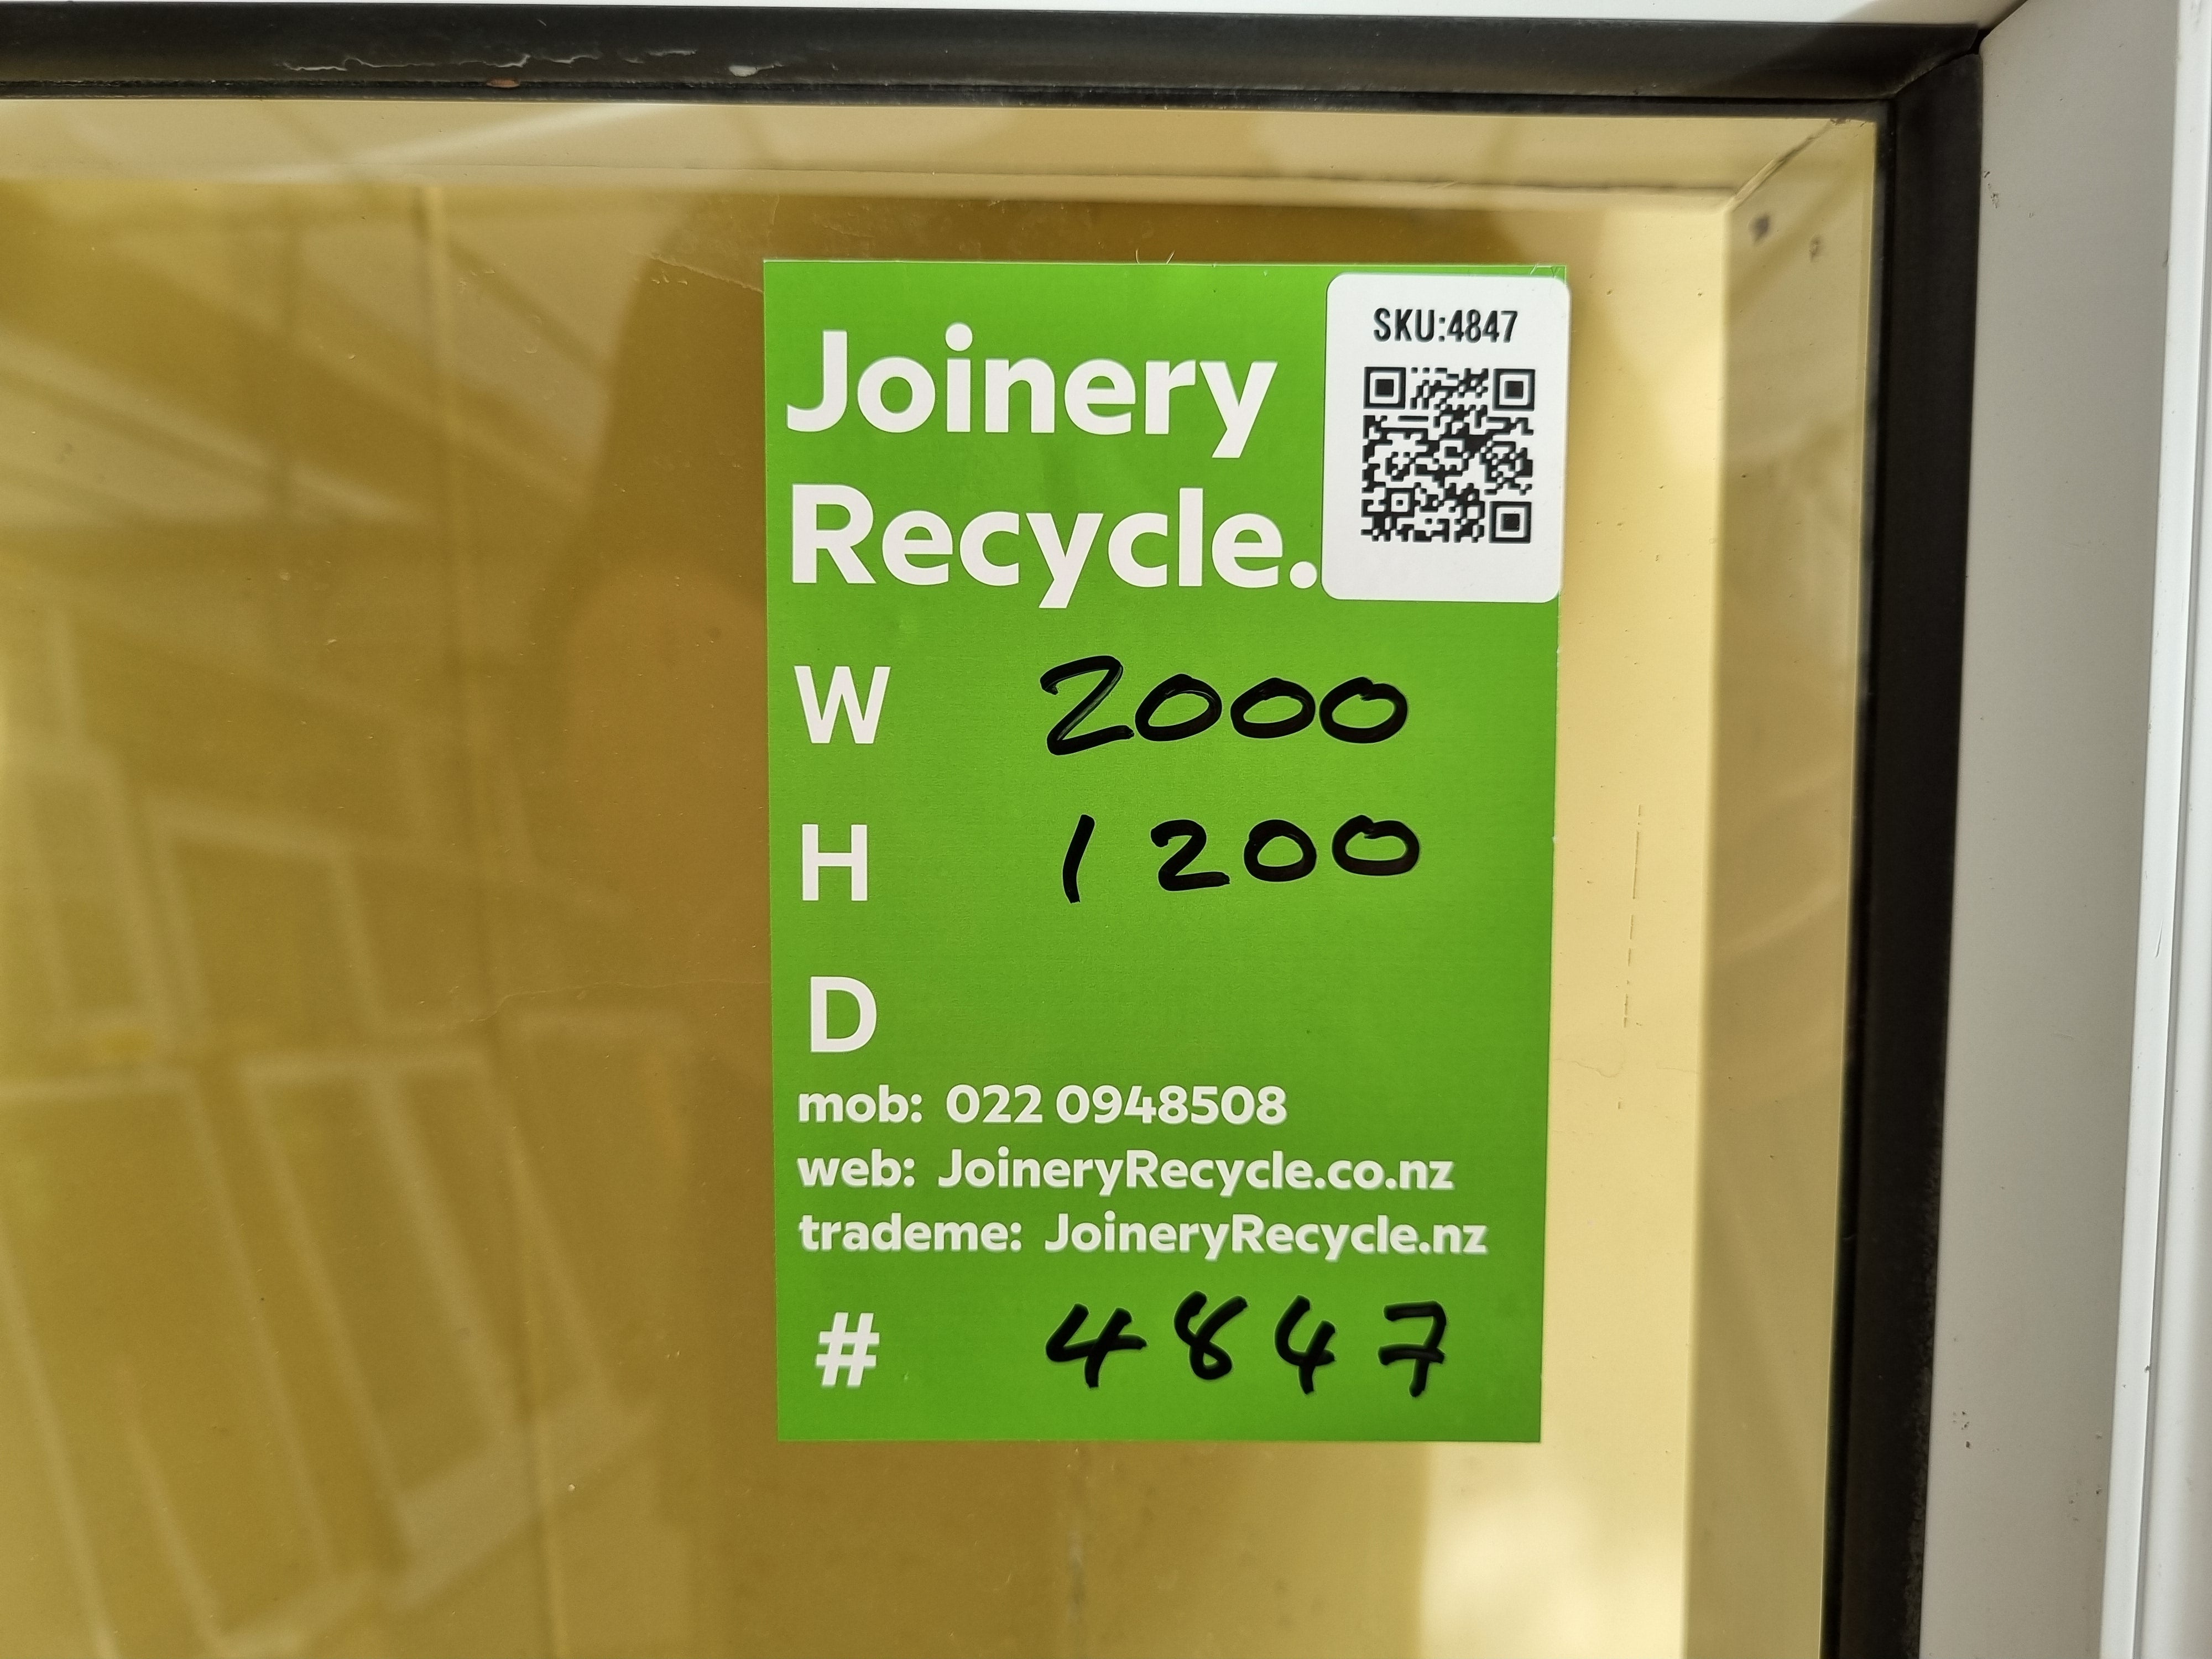 Joinery
Recycle.
SKU:4847
W 2000
H 1200
D
mob: 022 0948508
web: JoineryRecycle.co.nz
trademe: JoineryRecycle.nz
# 4847